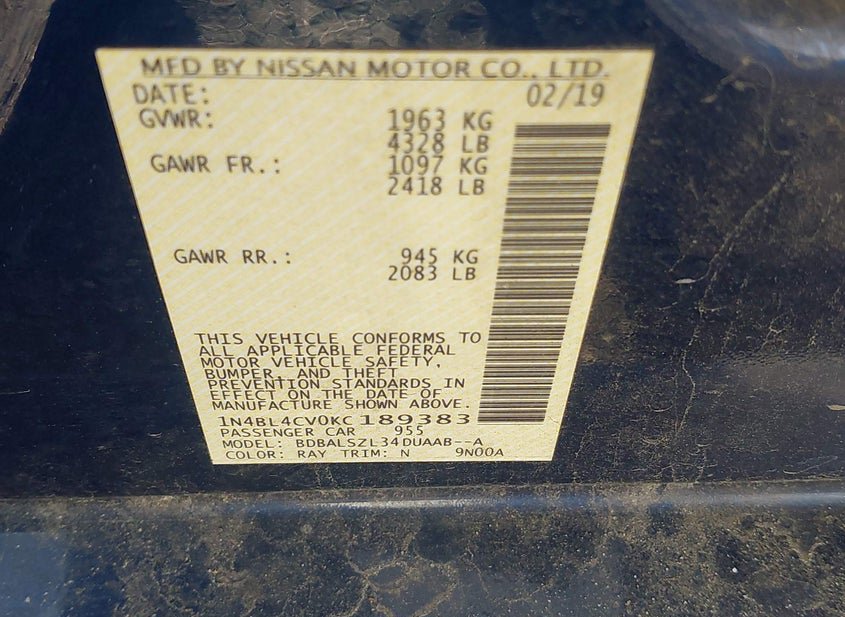 MFD BY NISSAN MOTOR CO., LTD.
DATE: 02/19
GVWR: 1963 KG
4328 LB
GAWR FR.: 1097 KG
2418 LB
GAWR RR.: 945 KG
2083 LB
THIS VEHICLE CONFORMS TO
ALL APPLICABLE FEDERAL
MOTOR VEHICLE SAFETY,
BUMPER, AND THEFT
PREVENTION STANDARDS IN
EFFECT ON THE DATE OF
MANUFACTURE SHOWN ABOVE.
1N4BL4CV0KC189383
PASSENGER CAR 955
MODEL: BDBALSZL34DUAAB--A
COLOR: RAY TRIM: N 9N00A